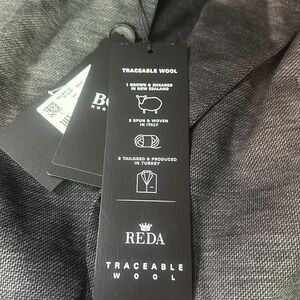 TRACEABLE WOOL
1 GROWN & SHEARED
IN NEW ZEALAND
2 SPUN & WOVEN
IN ITALY
3 TAILORED & PRODUCED
IN TURKEY
REDA
TRACEABLE
WOOL